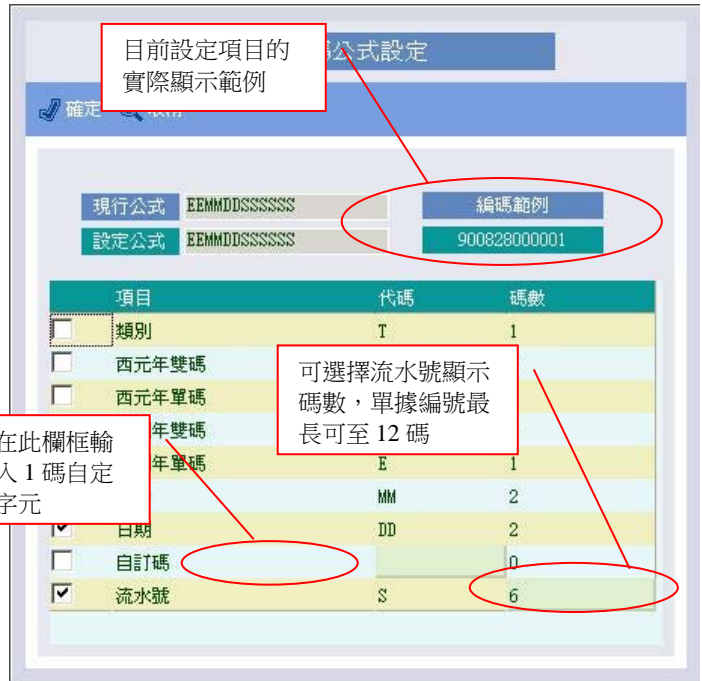 目前設定項目的
實際顯示範例
公式設定
確定
現行公式 EEMMDDSSSSSS 編碼範例
設定公式 EEMMDDSSSSSS 900828000001
項目 代碼 碼數
類別 T 1
西元年雙碼
西元年單碼
可選擇流水號顯示
碼數，單據編號最
長可至 12 碼
年雙碼
年單碼 E 1
在此欄框輸
入 1 碼自定
字元
MM 2
日期 DD 2
自訂碼 0
流水號 S 6